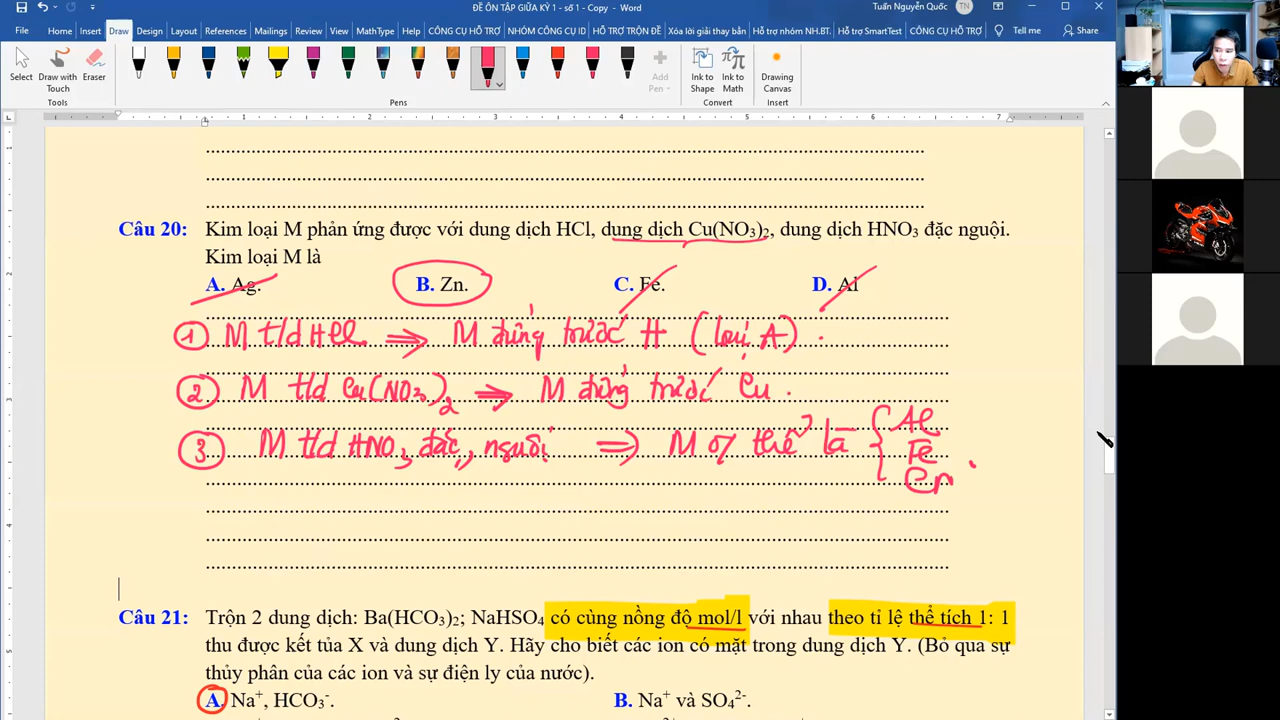 ĐỀ ÔN TẬP GIỮA KỲ 1 - số 1 - Copy - Word
Tuấn Nguyễn Quốc TN
File Home Insert Draw Design Layout References Mailings Review View MathType Help CÔNG CỤ HỖ TRỢ NHÓM CÔNG CỤ ID HỖ TRỢ TRỘN ĐỀ Xóa lời giải thay bằng Hỗ trợ nhóm NH.BT. Hỗ trợ SmartTest CÔNG CỤ HỖ TRỢ Tell me Share
Select Draw with Touch Eraser Add Pen Ink to Shape Ink to Math Drawing Canvas
Tools Pens Convert Insert
1 2 3 4 5 6 7
Câu 20: Kim loại M phản ứng được với dung dịch HCl, dung dịch Cu(NO₃)₂, dung dịch HNO₃ đặc nguội.
Kim loại M là
A. Ag. B. Zn. C. Fe. D. Al
① M t/d HCl ⇒ M đứng trước H (loại A).
② M t/d Cu(NO₃)₂ ⇒ M đứng trước Cu.
③ M t/d HNO₃ đặc, nguội ⇒ M thể là { Al
Fe
Cr
Câu 21: Trộn 2 dung dịch: Ba(HCO₃)₂; NaHSO₄ có cùng nồng độ mol/l với nhau theo tỉ lệ thể tích 1: 1
thu được kết tủa X và dung dịch Y. Hãy cho biết các ion có mặt trong dung dịch Y. (Bỏ qua sự
thủy phân của các ion và sự điện ly của nước).
A. Na⁺, HCO₃⁻. B. Na⁺ và SO₄²⁻.